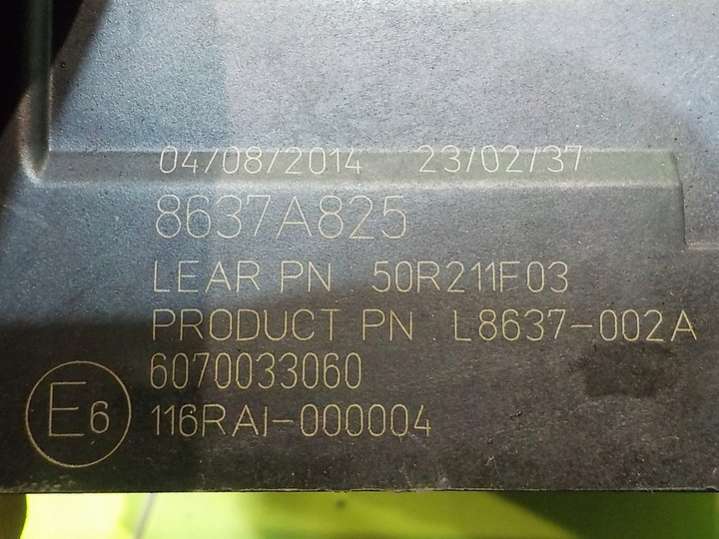 04/08/2014 23/02/37
8637A825
LEAR PN 50R211F03
PRODUCT PN L8637-002A
6070033060
E6 116RAI-000004